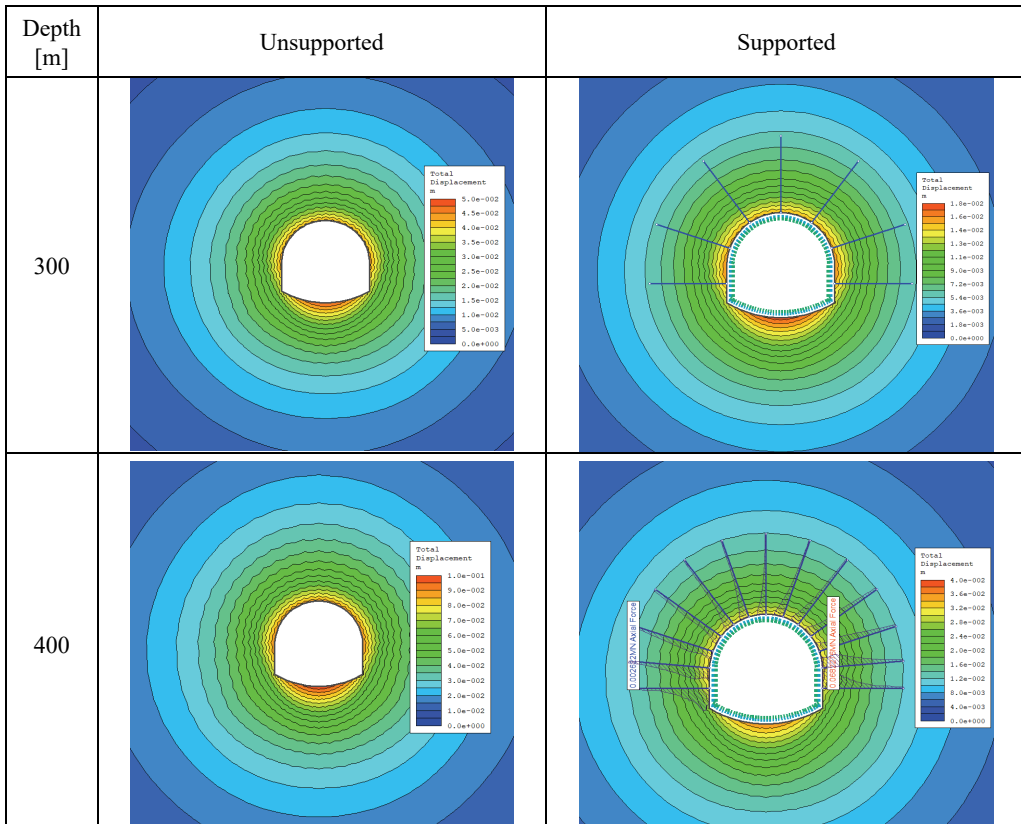 Depth
[m]
Unsupported
Supported
300
Total
Displacement
m
5.0e-002
4.5e-002
4.0e-002
3.5e-002
3.0e-002
2.5e-002
2.0e-002
1.5e-002
1.0e-002
5.0e-003
0.0e+000
Total
Displacement
m
1.8e-002
1.6e-002
1.4e-002
1.3e-002
1.1e-002
9.0e-003
7.2e-003
5.4e-003
3.6e-003
1.8e-003
0.0e+000
400
Total
Displacement
m
1.0e-001
9.0e-002
8.0e-002
7.0e-002
6.0e-002
5.0e-002
4.0e-002
3.0e-002
2.0e-002
1.0e-002
0.0e+000
MN Axial Force
MN Axial Force
Total
Displacement
m
4.0e-002
3.6e-002
3.2e-002
2.8e-002
2.4e-002
2.0e-002
1.6e-002
1.2e-002
8.0e-003
4.0e-003
0.0e+000